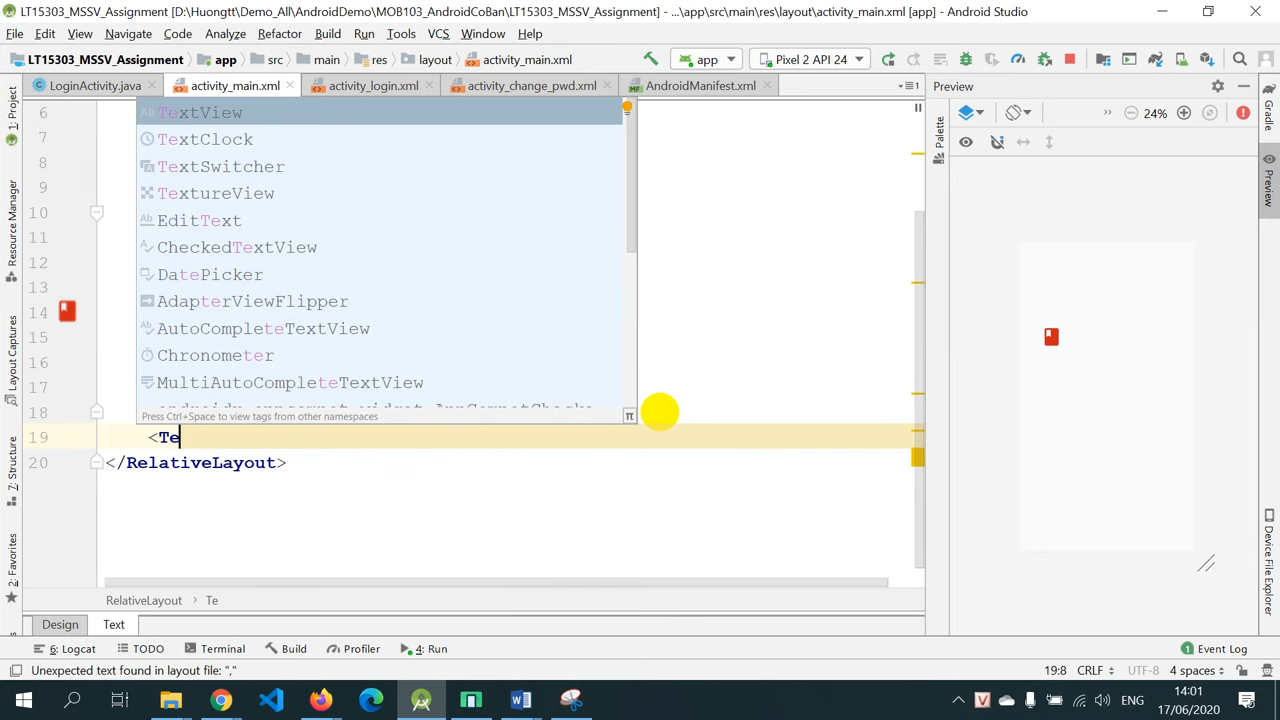 LT15303_MSSV_Assignment [D:\Huongtt\Demo_All\AndroidDemo\MOB103_AndroidCoBan\LT15303_MSSV_Assignment] - ...\app\src\main\res\layout\activity_main.xml [app] - Android Studio
File Edit View Navigate Code Analyze Refactor Build Run Tools VCS Window Help
LT15303_MSSV_Assignment app src main res layout activity_main.xml app Pixel 2 API 24
LoginActivity.java activity_main.xml activity_login.xml activity_change_pwd.xml AndroidManifest.xml 1 Preview
1: Project
Resource Manager
Layout Captures
7: Structure
2: Favorites
6
7
8
9
10
11
12
13
14
15
16
17
18
19 <Te
20 </RelativeLayout>
Ab TextView
TextClock
TextSwitcher
TextureView
Ab EditText
CheckedTextView
DatePicker
AdapterViewFlipper
Ab AutoCompleteTextView
Chronometer
MultiAutoCompleteTextView
Press Ctrl+Space to view tags from other namespaces π
Palette
24%
Gradle
Preview
Device File Explorer
RelativeLayout › Te
Design Text
6: Logcat TODO Terminal Build Profiler 4: Run 1 Event Log
Unexpected text found in layout file: "," 19:8 CRLF UTF-8 4 spaces
ENG 14:01
17/06/2020